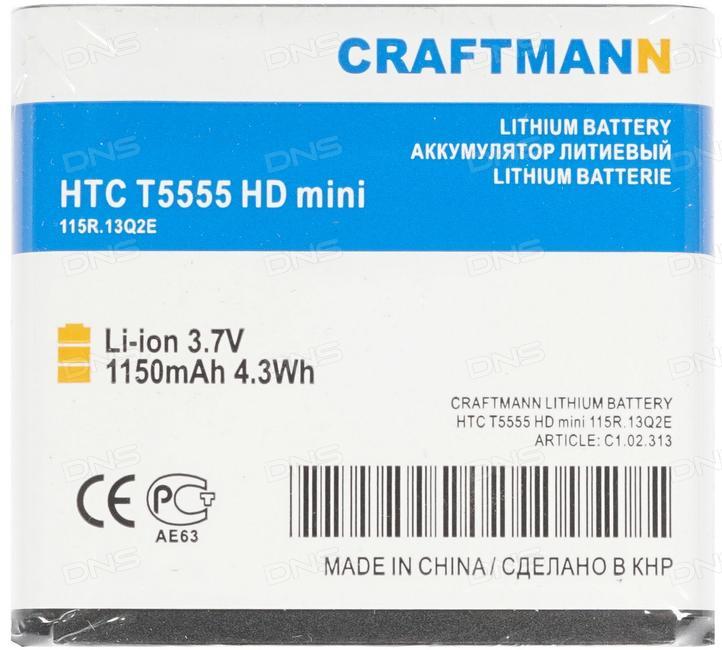 CRAFTMANN
LITHIUM BATTERY
АККУМУЛЯТОР ЛИТИЕВЫЙ
LITHIUM BATTERIE
HTC T5555 HD mini
115R.13Q2E
Li-ion 3.7V
1150mAh 4.3Wh
CRAFTMANN LITHIUM BATTERY
HTC T5555 HD mini 115R.13Q2E
ARTICLE: C1.02.313
CE РСТ
AE63
MADE IN CHINA / СДЕЛАНО В КНР
DNS